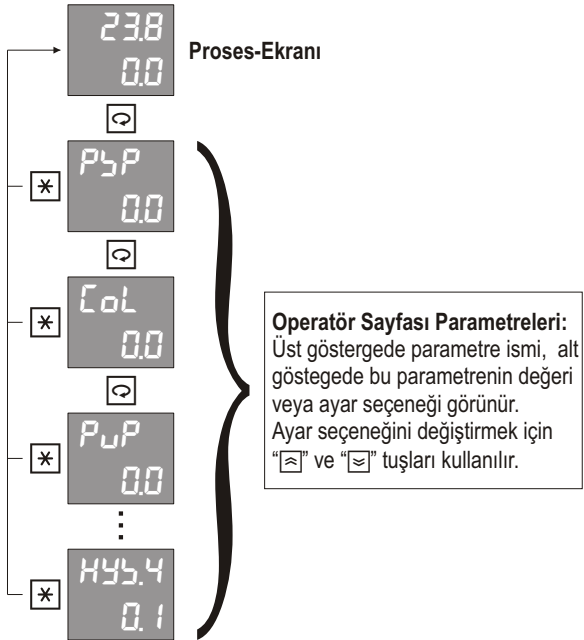 23.8
0.0
Proses-Ekranı
PSP
0.0
CoL
0.0
PuP
0.0
HYS.4
0.1
Operatör Sayfası Parametreleri:
Üst göstergede parametre ismi, alt
göstegede bu parametrenin değeri
veya ayar seçeneği görünür.
Ayar seçeneğini değiştirmek için
“” ve “” tuşları kullanılır.